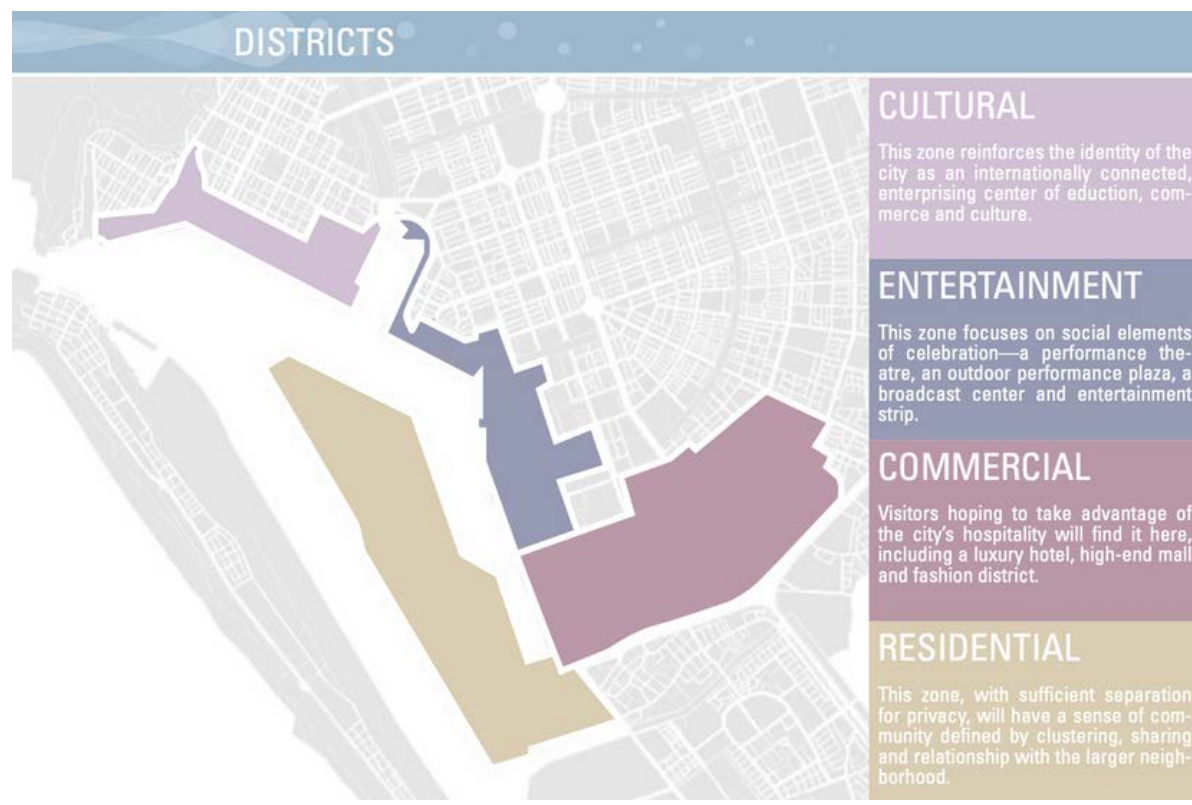 DISTRICTS
CULTURAL
This zone reinforces the identity of the
city as an internationally connected,
enterprising center of eduction, com-
merce and culture.
ENTERTAINMENT
This zone focuses on social elements
of celebration—a performance the-
atre, an outdoor performance plaza, a
broadcast center and entertainment
strip.
COMMERCIAL
Visitors hoping to take advantage of
the city's hospitality will find it here,
including a luxury hotel, high-end mall
and fashion district.
RESIDENTIAL
This zone, with sufficient separation
for privacy, will have a sense of com-
munity defined by clustering, sharing
and relationship with the larger neigh-
borhood.